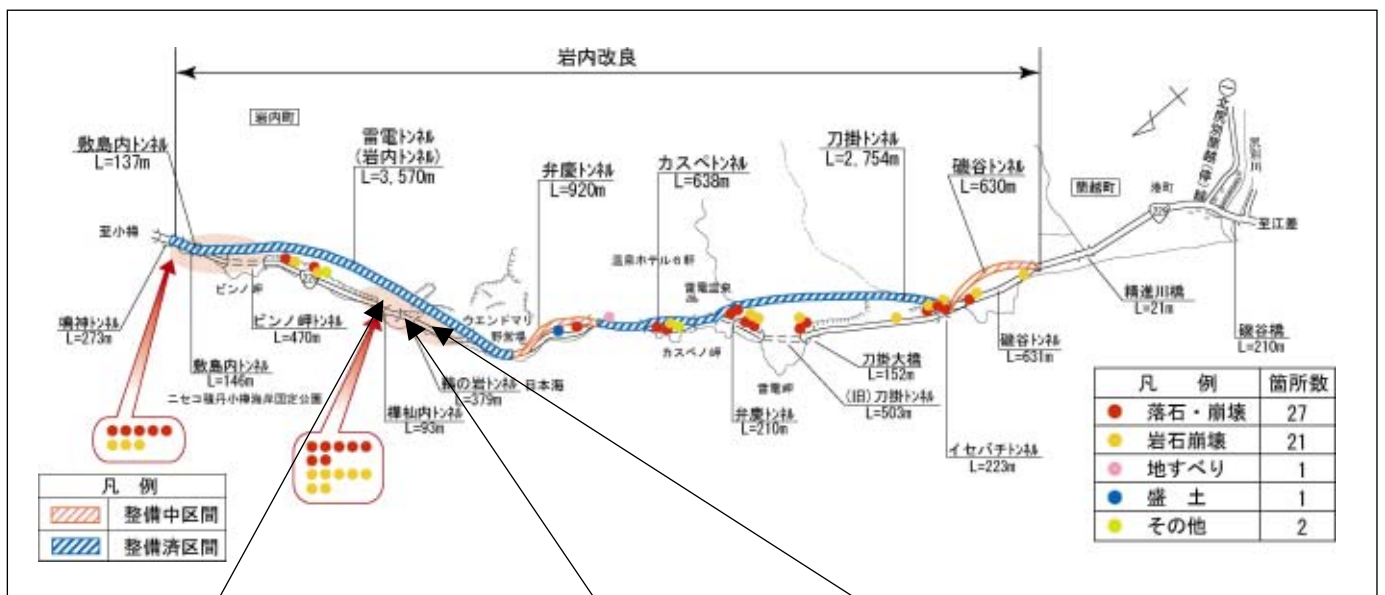 岩内改良
岩内町
敷島内トンネル
L=137m
雷電トンネル
(岩内トンネル)
L=3,570m
弁慶トンネル
L=920m
カスペトンネル
L=638m
刀掛トンネル
L=2,754m
磯谷トンネル
L=630m
蘭越町
港町
229
至小樽
至江差
温泉ホテル6軒
雷電温泉
ビンノ岬
229
ウエンドマリ
野営場
鳴神トンネル
L=273m
ビンノ岬トンネル
L=470m
敷島内トンネル
L=146m
ニセコ積丹小樽海岸国定公園
樺杣内トンネル
L=93m
鵜の岩トンネル
L=379m
日本海
カスペノ岬
弁慶トンネル
L=210m
雷電岬
(旧)刀掛トンネル
L=503m
刀掛大橋
L=152m
イセバチトンネル
L=223m
磯谷トンネル
L=631m
精進川橋
L=21m
磯谷橋
L=210m
凡 例
整備中区間
整備済区間
凡 例 箇所数
落石・崩壊 27
岩石崩壊 21
地すべり 1
盛 土 1
その他 2